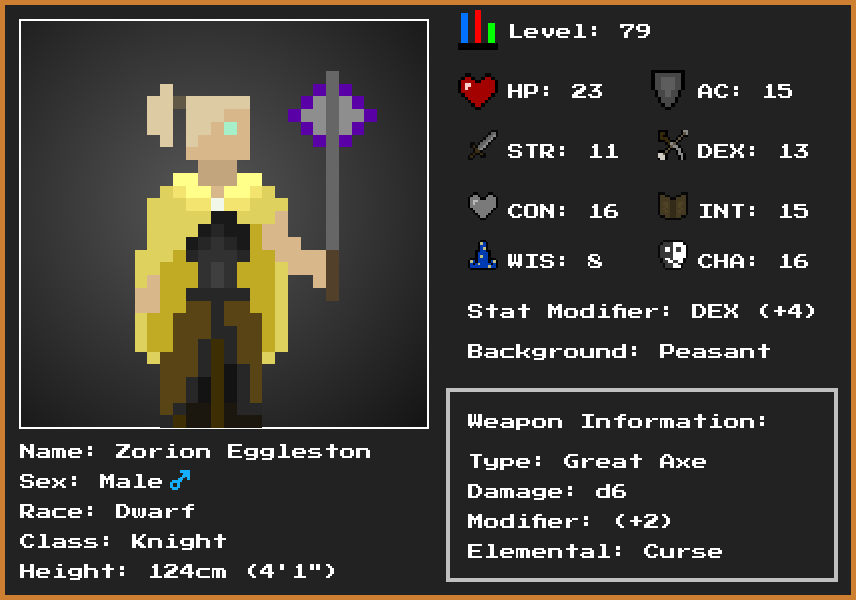 Level: 79
HP: 23 AC: 15
STR: 11 DEX: 13
CON: 16 INT: 15
WIS: 8 CHA: 16
Stat Modifier: DEX (+4)
Background: Peasant
Weapon Information:
Type: Great Axe
Damage: d6
Modifier: (+2)
Elemental: Curse
Name: Zorion Eggleston
Sex: Male♂
Race: Dwarf
Class: Knight
Height: 124cm (4'1")